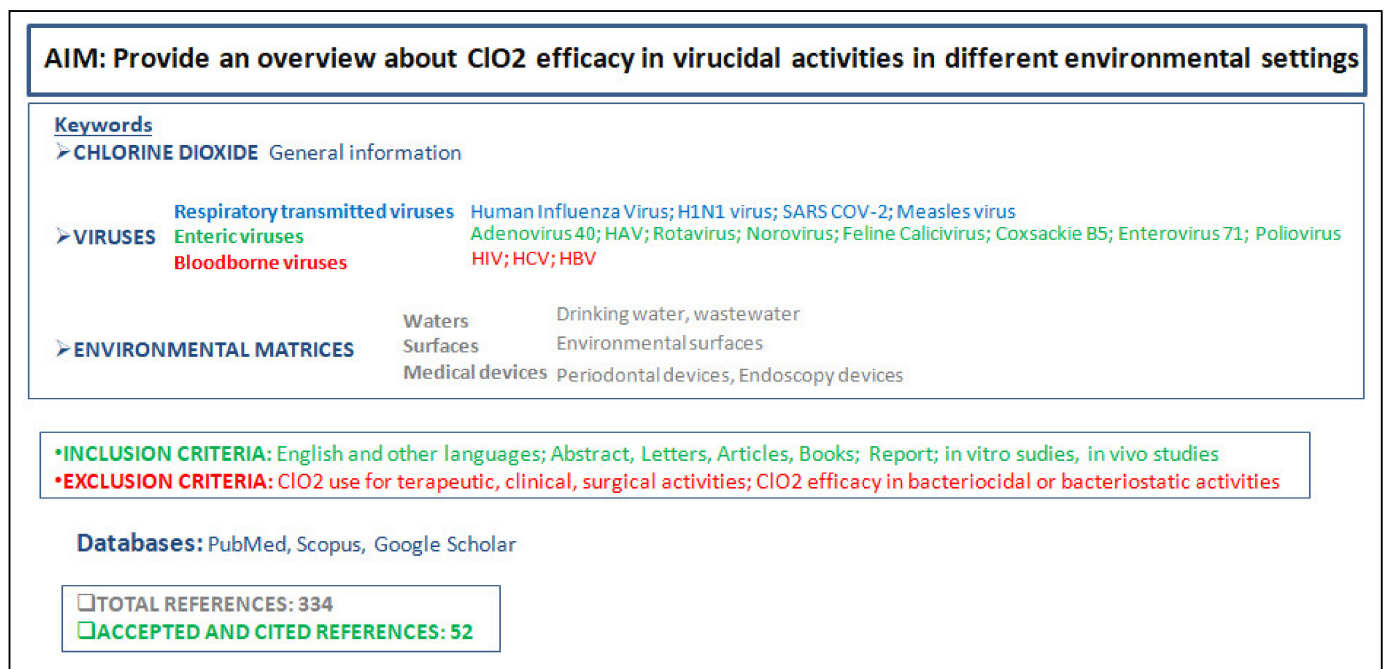 AIM: Provide an overview about ClO2 efficacy in virucidal activities in different environmental settings
Keywords
➢CHLORINE DIOXIDE General information
Respiratory transmitted viruses Human Influenza Virus; H1N1 virus; SARS COV-2; Measles virus
➢VIRUSES Enteric viruses Adenovirus 40; HAV; Rotavirus; Norovirus; Feline Calicivirus; Coxsackie B5; Enterovirus 71; Poliovirus
Bloodborne viruses HIV; HCV; HBV
Waters Drinking water, wastewater
➢ENVIRONMENTAL MATRICES Surfaces Environmental surfaces
Medical devices Periodontal devices, Endoscopy devices
•INCLUSION CRITERIA: English and other languages; Abstract, Letters, Articles, Books; Report; in vitro sudies, in vivo studies
•EXCLUSION CRITERIA: ClO2 use for terapeutic, clinical, surgical activities; ClO2 efficacy in bacteriocidal or bacteriostatic activities
Databases: PubMed, Scopus, Google Scholar
❑TOTAL REFERENCES: 334
❑ACCEPTED AND CITED REFERENCES: 52